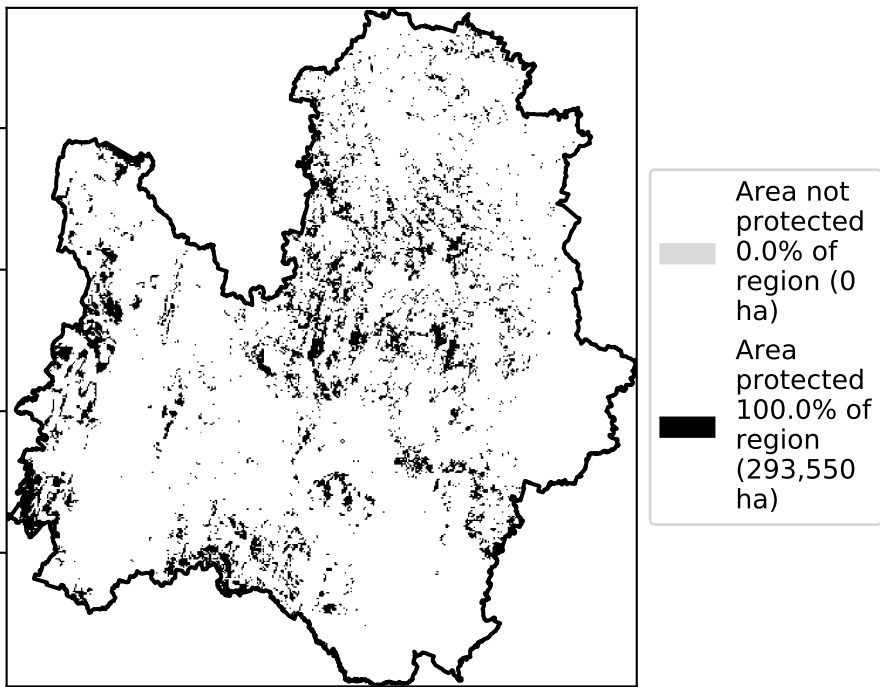 Area not
protected
0.0% of
region (0
ha)
Area
protected
100.0% of
region
(293,550
ha)